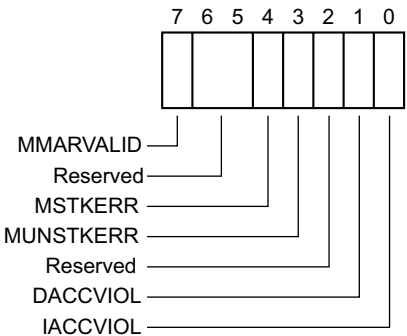 7 6 5 4 3 2 1 0
MMARVALID
Reserved
MSTKERR
MUNSTKERR
Reserved
DACCVIOL
IACCVIOL